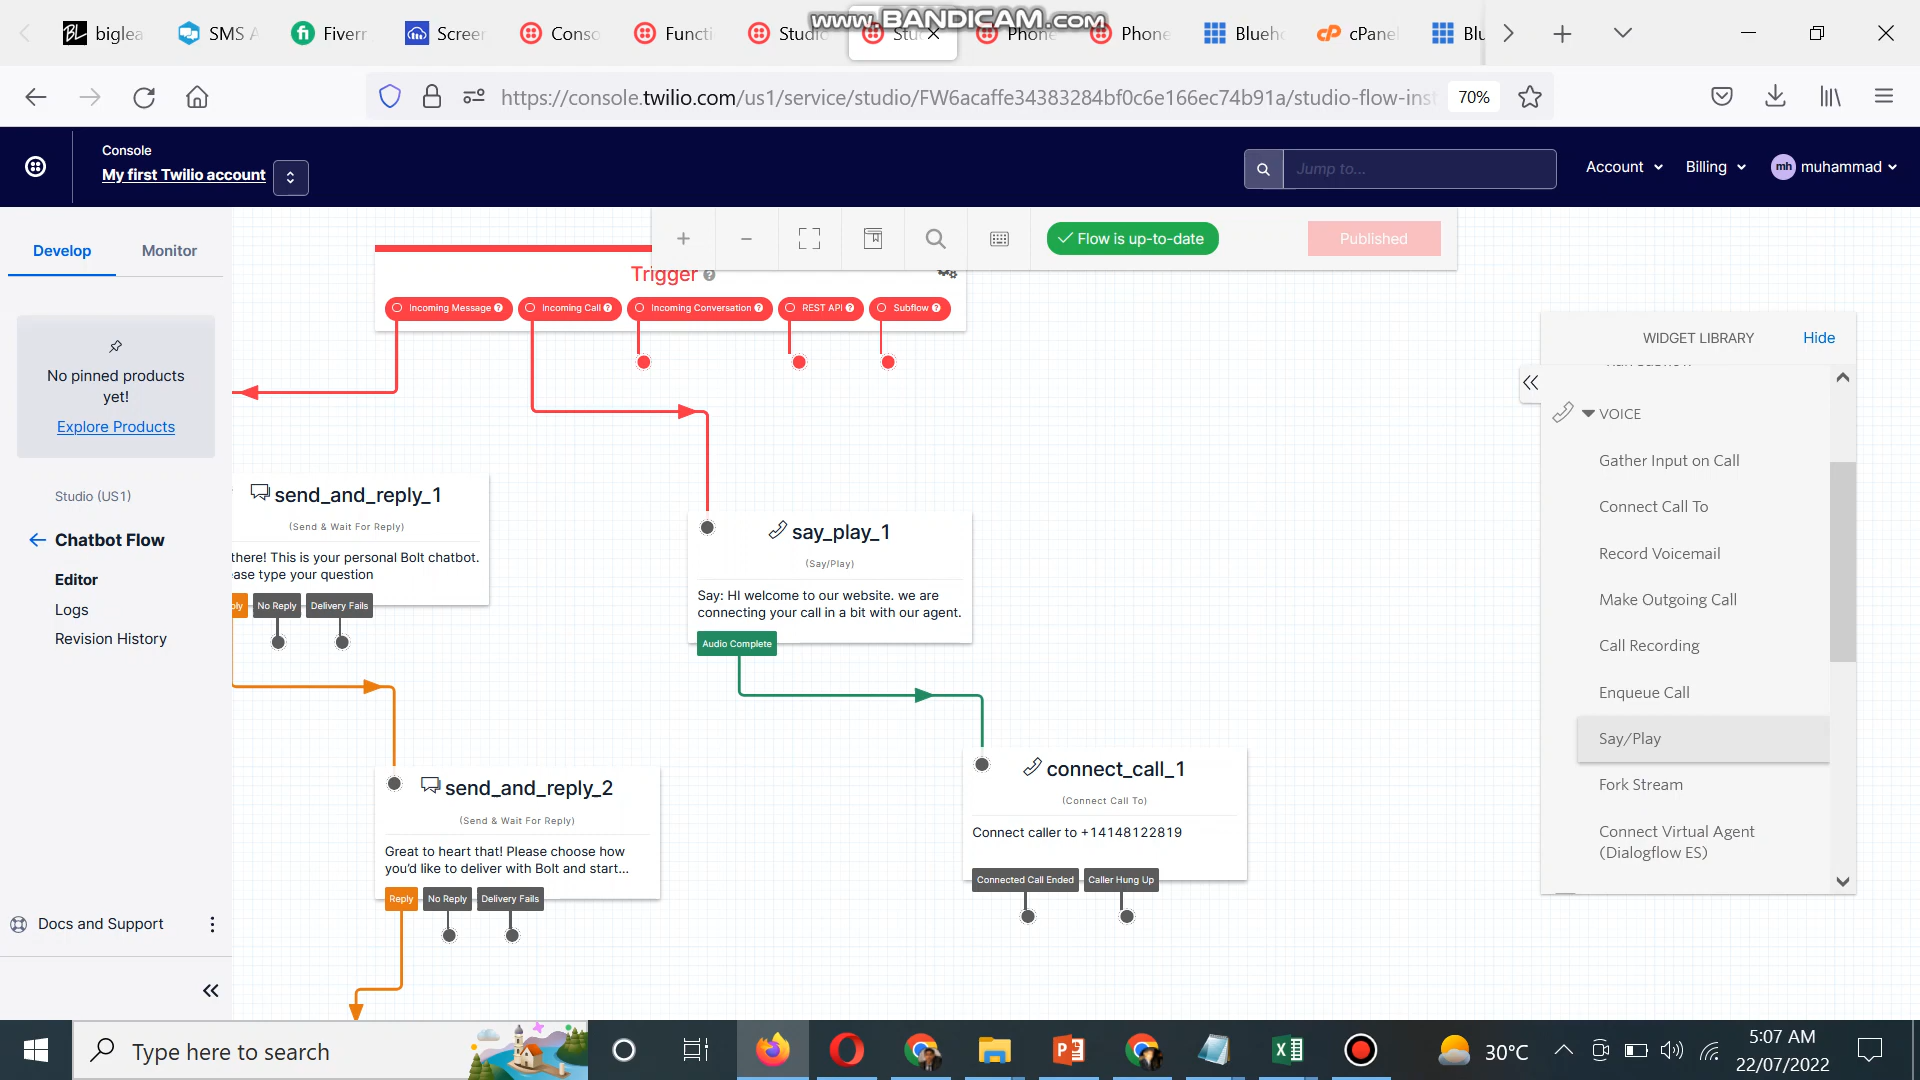 www.BANDICAM.com
biglea
SMS A
Fiverr
Scree
Conso
Functi
Studi
Stu
Phone
Phone
Blueh
cPane
Blu
https://console.twilio.com/us1/service/studio/FW6acaffe34383284bf0c6e166ec74b91a/studio-flow-inst
70%
Console
My first Twilio account
Jump to...
Account
Billing
mh
muhammad
Develop
Monitor
Flow is up-to-date
Published
Trigger
Incoming Message
Incoming Call
Incoming Conversation
REST API
Subflow
No pinned products
yet!
Explore Products
WIDGET LIBRARY
Hide
VOICE
Gather Input on Call
Connect Call To
Record Voicemail
Make Outgoing Call
Call Recording
Enqueue Call
Say/Play
Fork Stream
Connect Virtual Agent
(Dialogflow ES)
Studio (US1)
Chatbot Flow
Editor
Logs
Revision History
send_and_reply_1
(Send & Wait For Reply)
there! This is your personal Bolt chatbot.
ase type your question
ply
No Reply
Delivery Fails
say_play_1
(Say/Play)
Say: HI welcome to our website. we are
connecting your call in a bit with our agent.
Audio Complete
send_and_reply_2
(Send & Wait For Reply)
Great to heart that! Please choose how
you'd like to deliver with Bolt and start...
Reply
No Reply
Delivery Fails
connect_call_1
(Connect Call To)
Connect caller to +14148122819
Connected Call Ended
Caller Hung Up
Docs and Support
Type here to search
30°C
5:07 AM
22/07/2022